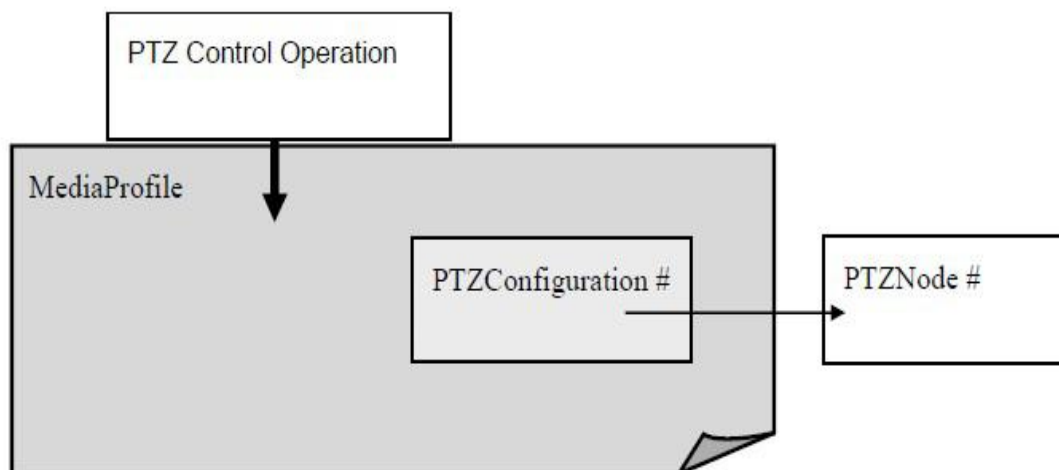 PTZ Control Operation
MediaProfile
PTZConfiguration #
PTZNode #